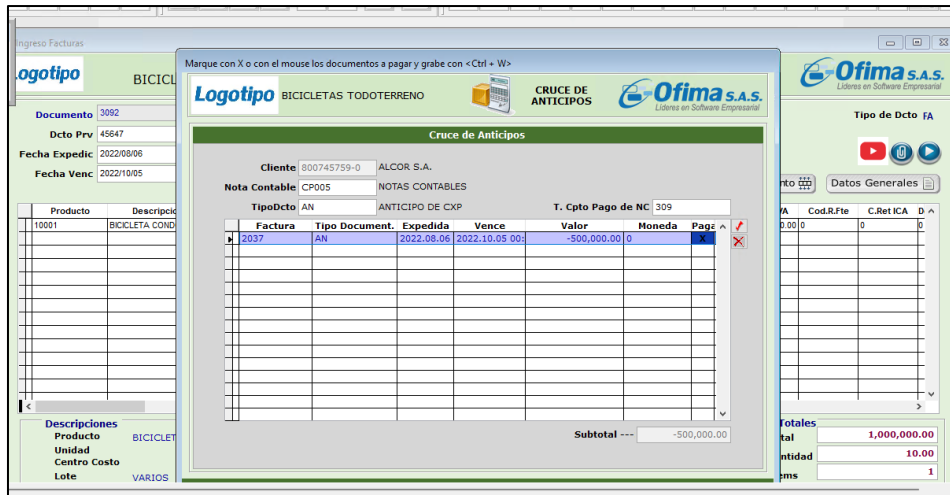 Ingreso Facturas
Marque con X o con el mouse los documentos a pagar y grabe con <Ctrl + W>
ogotipo
BICICL
Logotipo
BICICLETAS TODOTERRENO
CRUCE DE
ANTICIPOS
Ofima S.A.S.
Líderes en Software Empresarial
Ofima S.A.S.
Líderes en Software Empresarial
Documento 3092
Tipo de Dcto FA
Dcto Prv 45647
Fecha Expedic 2022/08/06
Fecha Venc 2022/10/05
nto
Datos Generales
Cruce de Anticipos
Cliente 800745759-0 ALCOR S.A.
Nota Contable CP005 NOTAS CONTABLES
TipoDcto AN ANTICIPO DE CXP T. Cpto Pago de NC 309
Producto Descripcio
10001 BICICLETA COND
Factura Tipo Document. Expedida Vence Valor Moneda Paga
2037 AN 2022.08.06 2022.10.05 00: -500,000.00 0 X
VA Cod.R.Fte C.Ret ICA D
0.00 0 0 0
Subtotal --- -500,000.00
Descripciones
Producto BICICLET
Unidad
Centro Costo
Lote VARIOS
Totales
tal 1,000,000.00
ntidad 10.00
ems 1